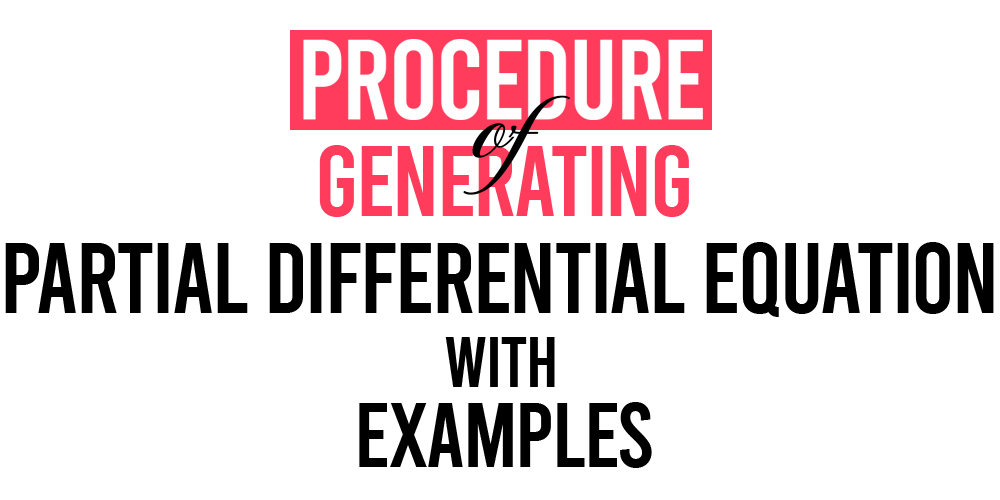 PROCEDURE
of
GENERATING
PARTIAL DIFFERENTIAL EQUATION
WITH
EXAMPLES